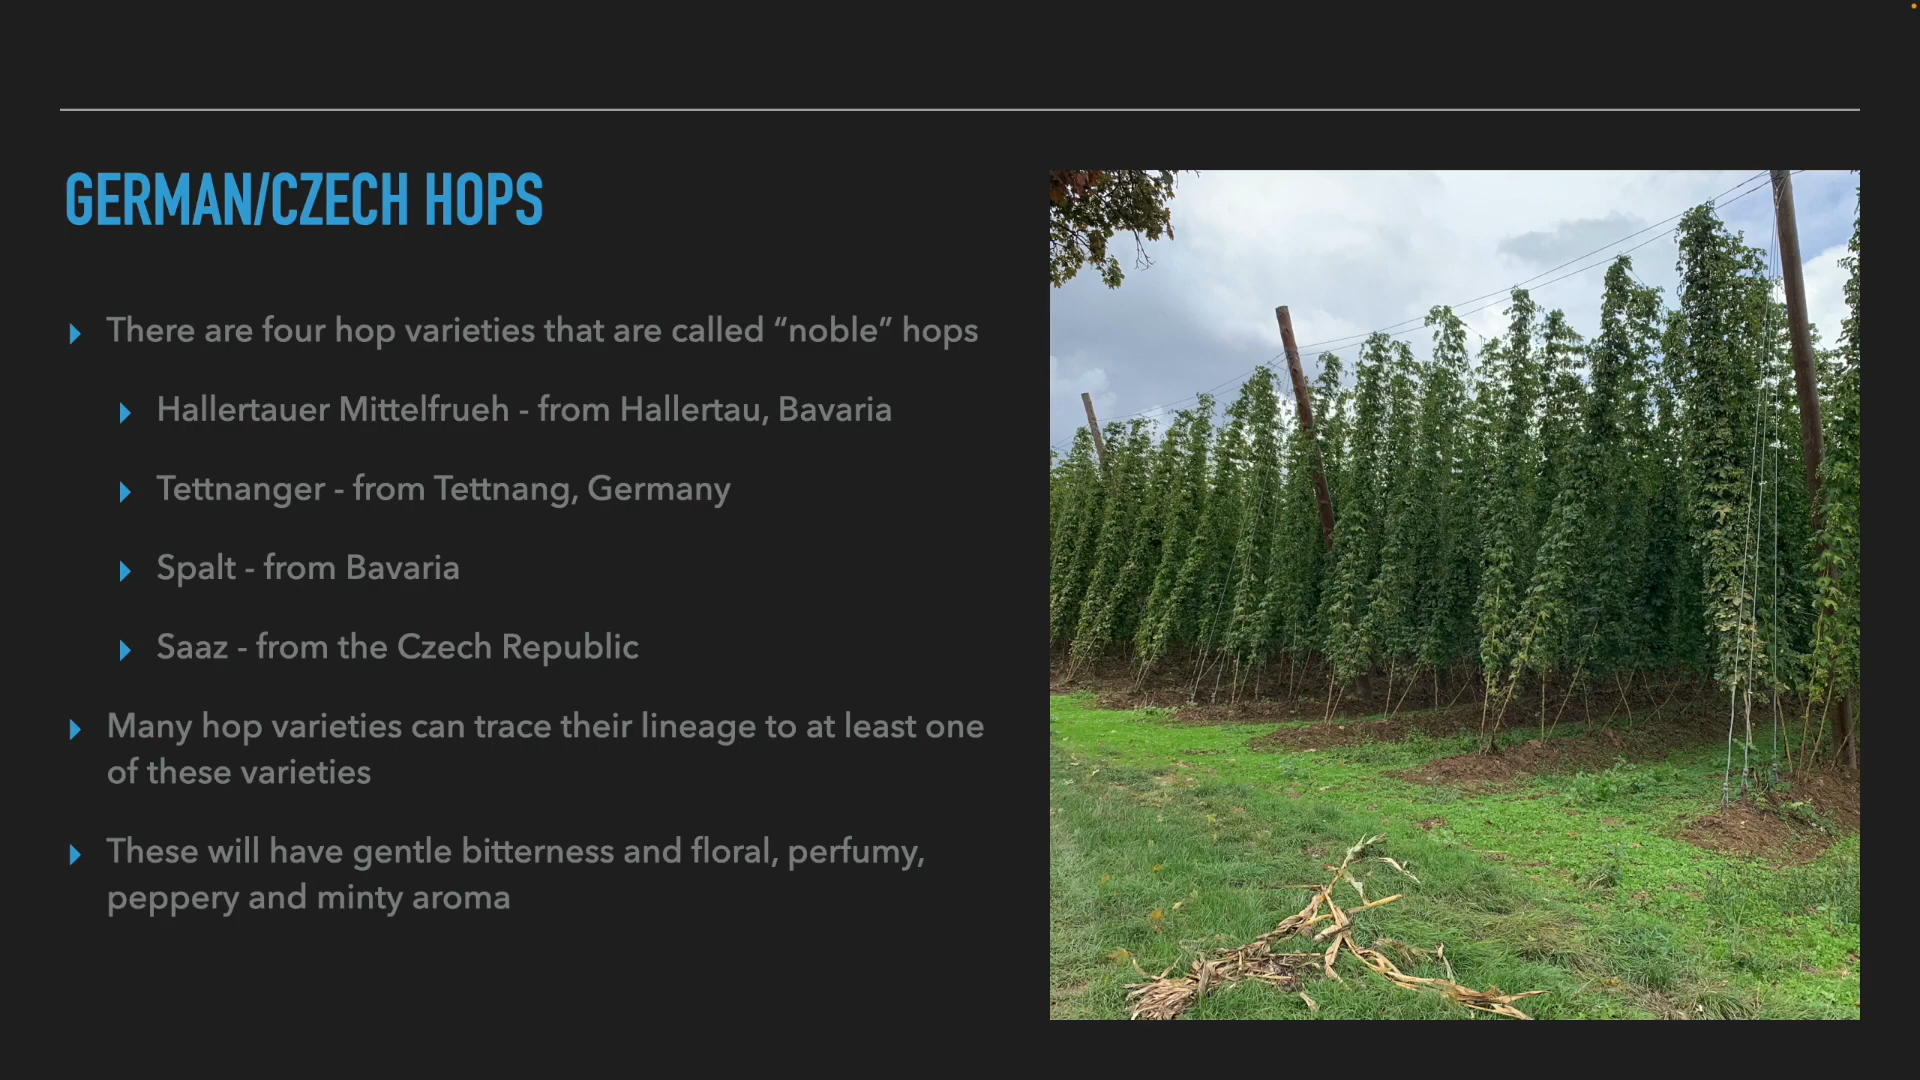 GERMAN/CZECH HOPS
There are four hop varieties that are called “noble” hops
Hallertauer Mittelfrueh - from Hallertau, Bavaria
Tettnanger - from Tettnang, Germany
Spalt - from Bavaria
Saaz - from the Czech Republic
Many hop varieties can trace their lineage to at least one
of these varieties
These will have gentle bitterness and floral, perfumy,
peppery and minty aroma